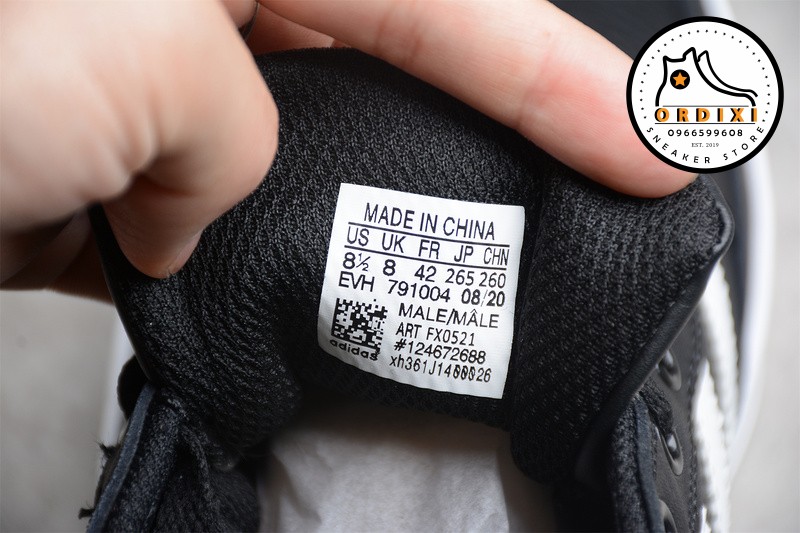 MADE IN CHINA
US UK FR JP CHN
8½ 8 42 265 260
EVH 791004 08/20
MALE/MÂLE
ART FX0521
#124672688
adidas xh361J1400026
ORDIXI
0966599608
EST. 2019
SNEAKER STORE